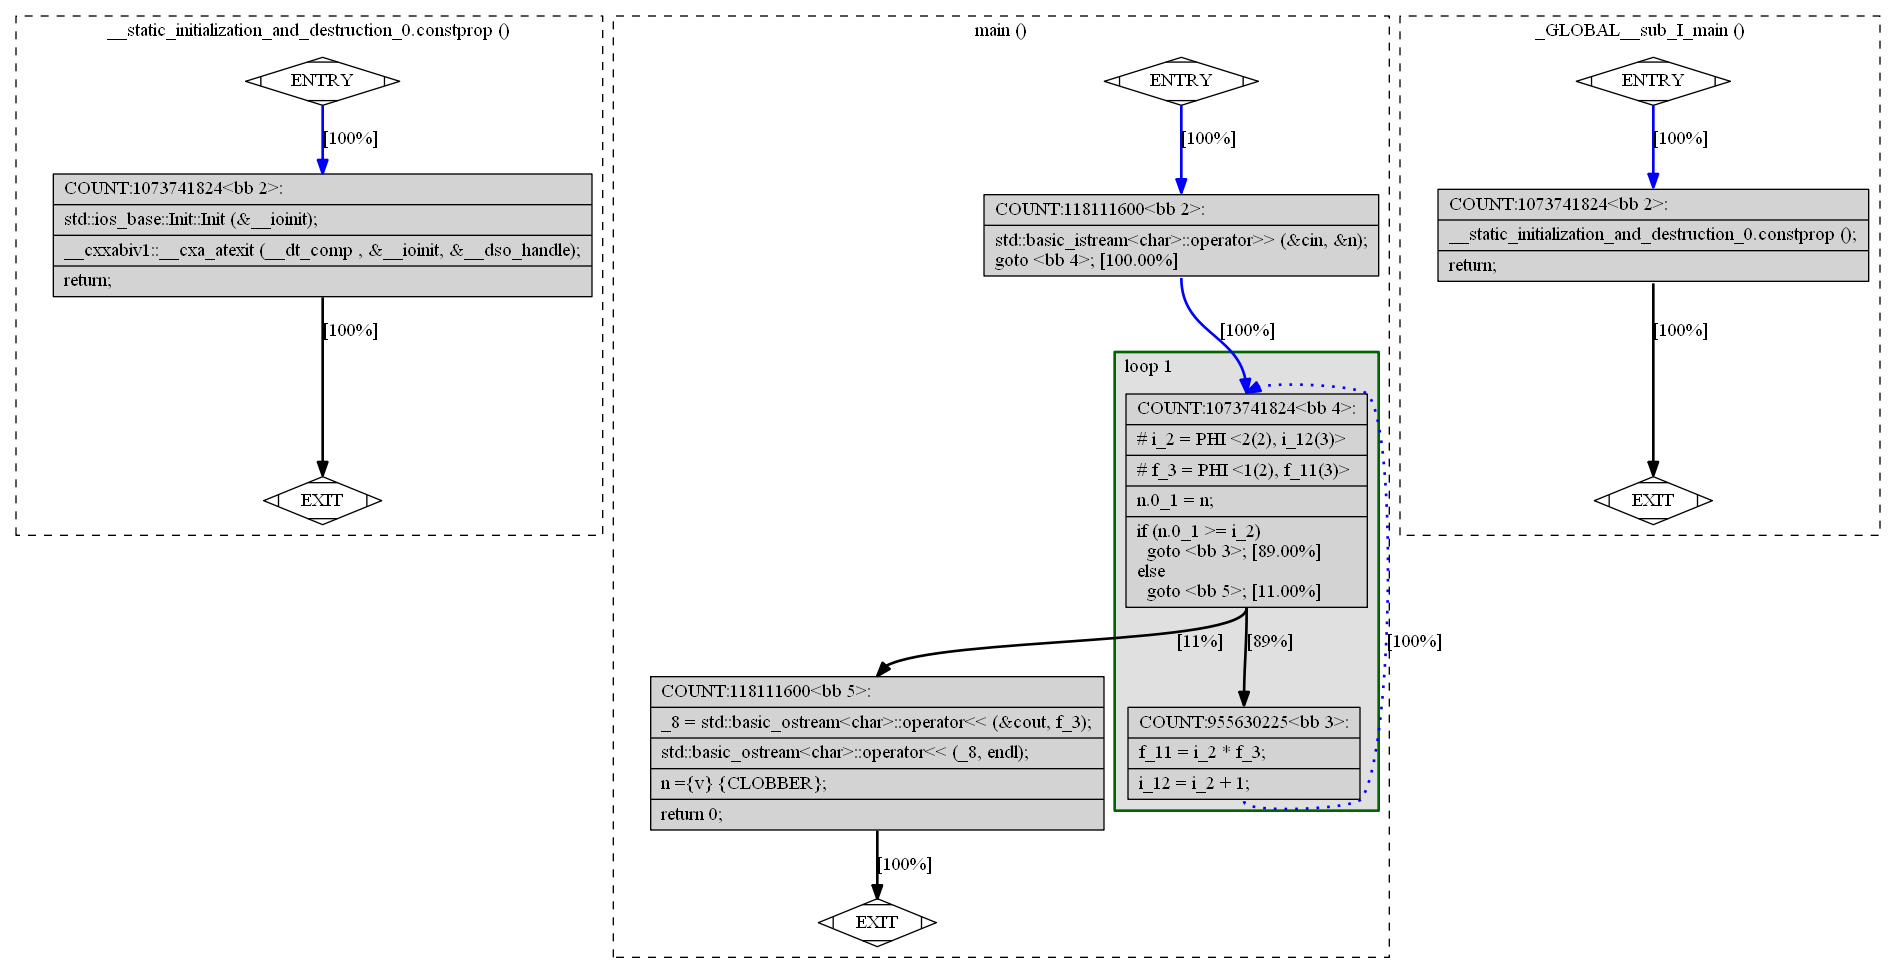 __static_initialization_and_destruction_0.constprop ()
ENTRY
[100%]
COUNT:1073741824<bb 2>:
std::ios_base::Init::Init (&__ioinit);
__cxxabiv1::__cxa_atexit (__dt_comp , &__ioinit, &__dso_handle);
return;
[100%]
EXIT
main ()
ENTRY
[100%]
COUNT:118111600<bb 2>:
std::basic_istream<char>::operator>> (&cin, &n);
goto <bb 4>; [100.00%]
[100%]
loop 1
COUNT:1073741824<bb 4>:
# i_2 = PHI <2(2), i_12(3)>
# f_3 = PHI <1(2), f_11(3)>
n.0_1 = n;
if (n.0_1 >= i_2)
goto <bb 3>; [89.00%]
else
goto <bb 5>; [11.00%]
[11%]
[89%]
[100%]
COUNT:118111600<bb 5>:
_8 = std::basic_ostream<char>::operator<< (&cout, f_3);
std::basic_ostream<char>::operator<< (_8, endl);
n ={v} {CLOBBER};
return 0;
COUNT:955630225<bb 3>:
f_11 = i_2 * f_3;
i_12 = i_2 + 1;
[100%]
EXIT
_GLOBAL__sub_I_main ()
ENTRY
[100%]
COUNT:1073741824<bb 2>:
__static_initialization_and_destruction_0.constprop ();
return;
[100%]
EXIT